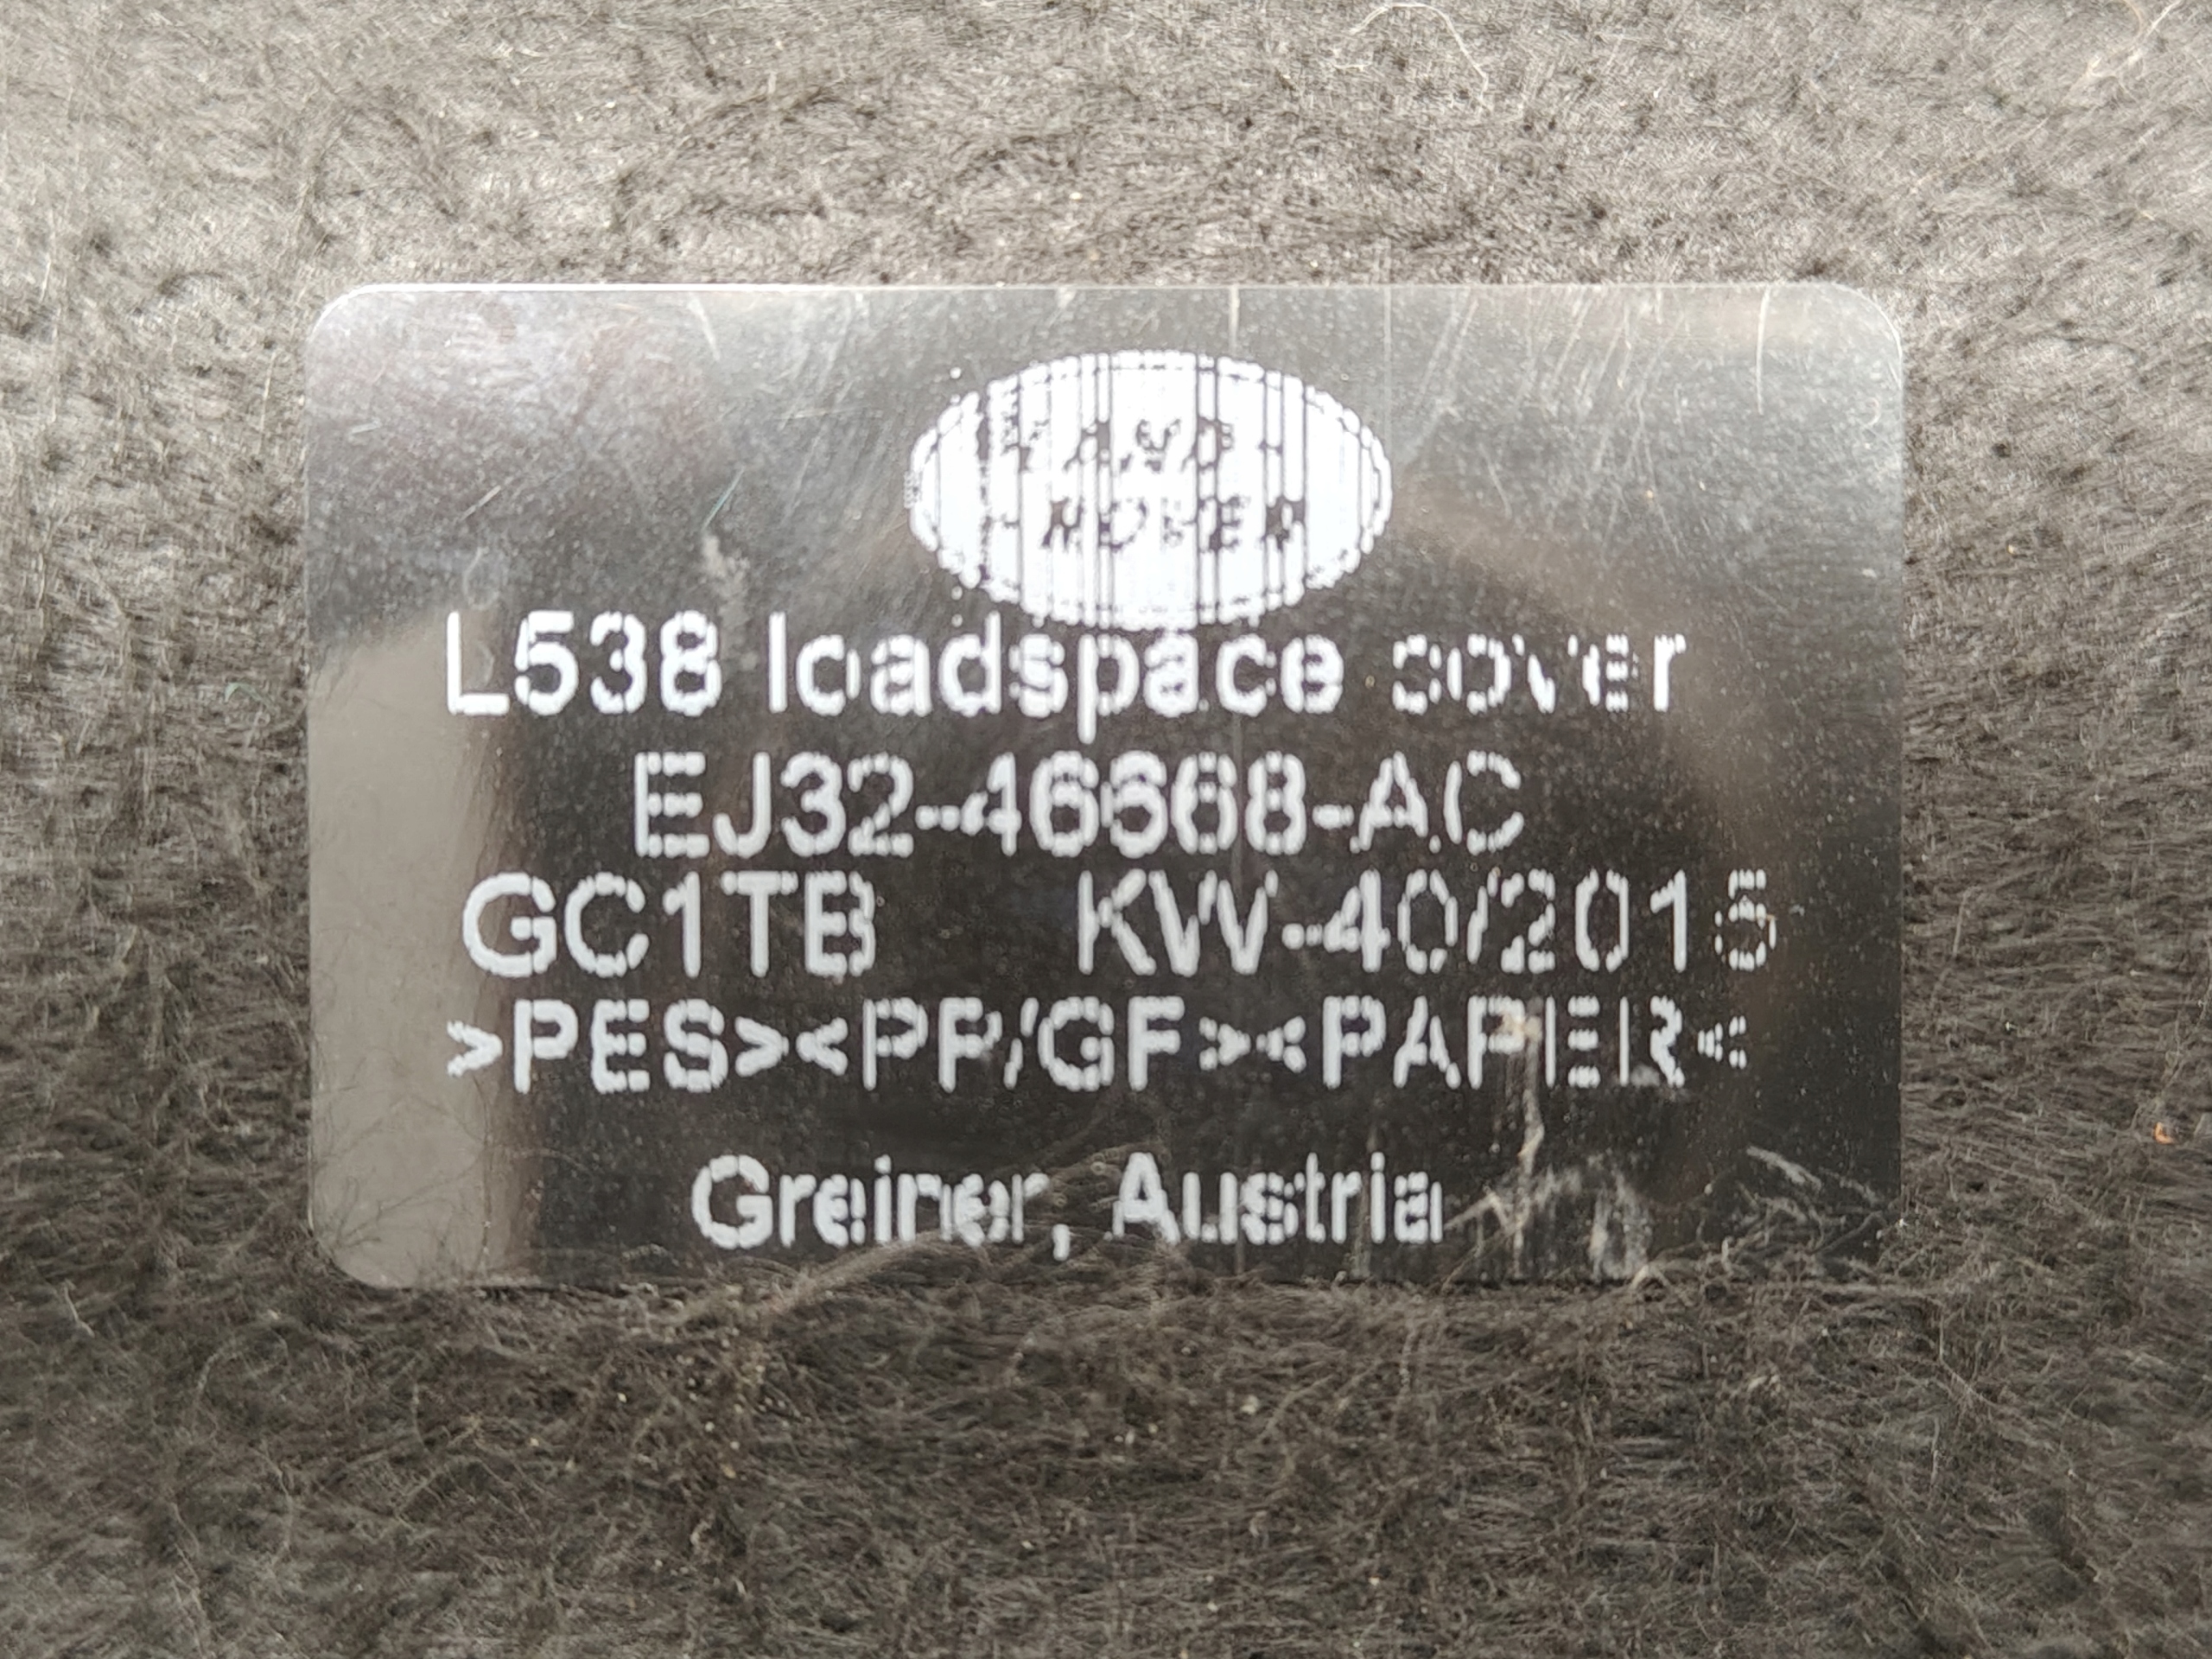 LAND-
-ROVER
L538 loadspace cover
EJ32-46668-AC
GC1TB KW-40/2015
>PES><PP/GF><PAPIER<
Greiner, Austria